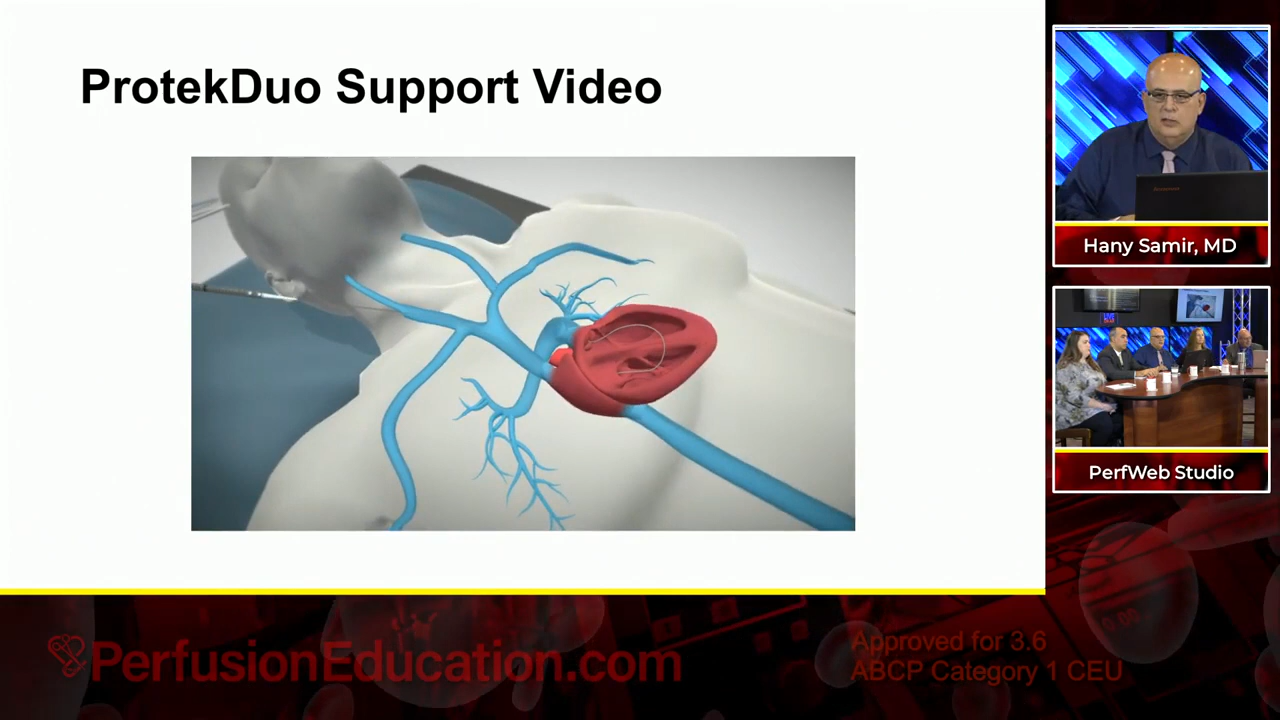 ProtekDuo Support Video
Hany Samir, MD
PerfWeb Studio
PerfusionEducation.com
Approved for 3.6
ABCP Category 1 CEU